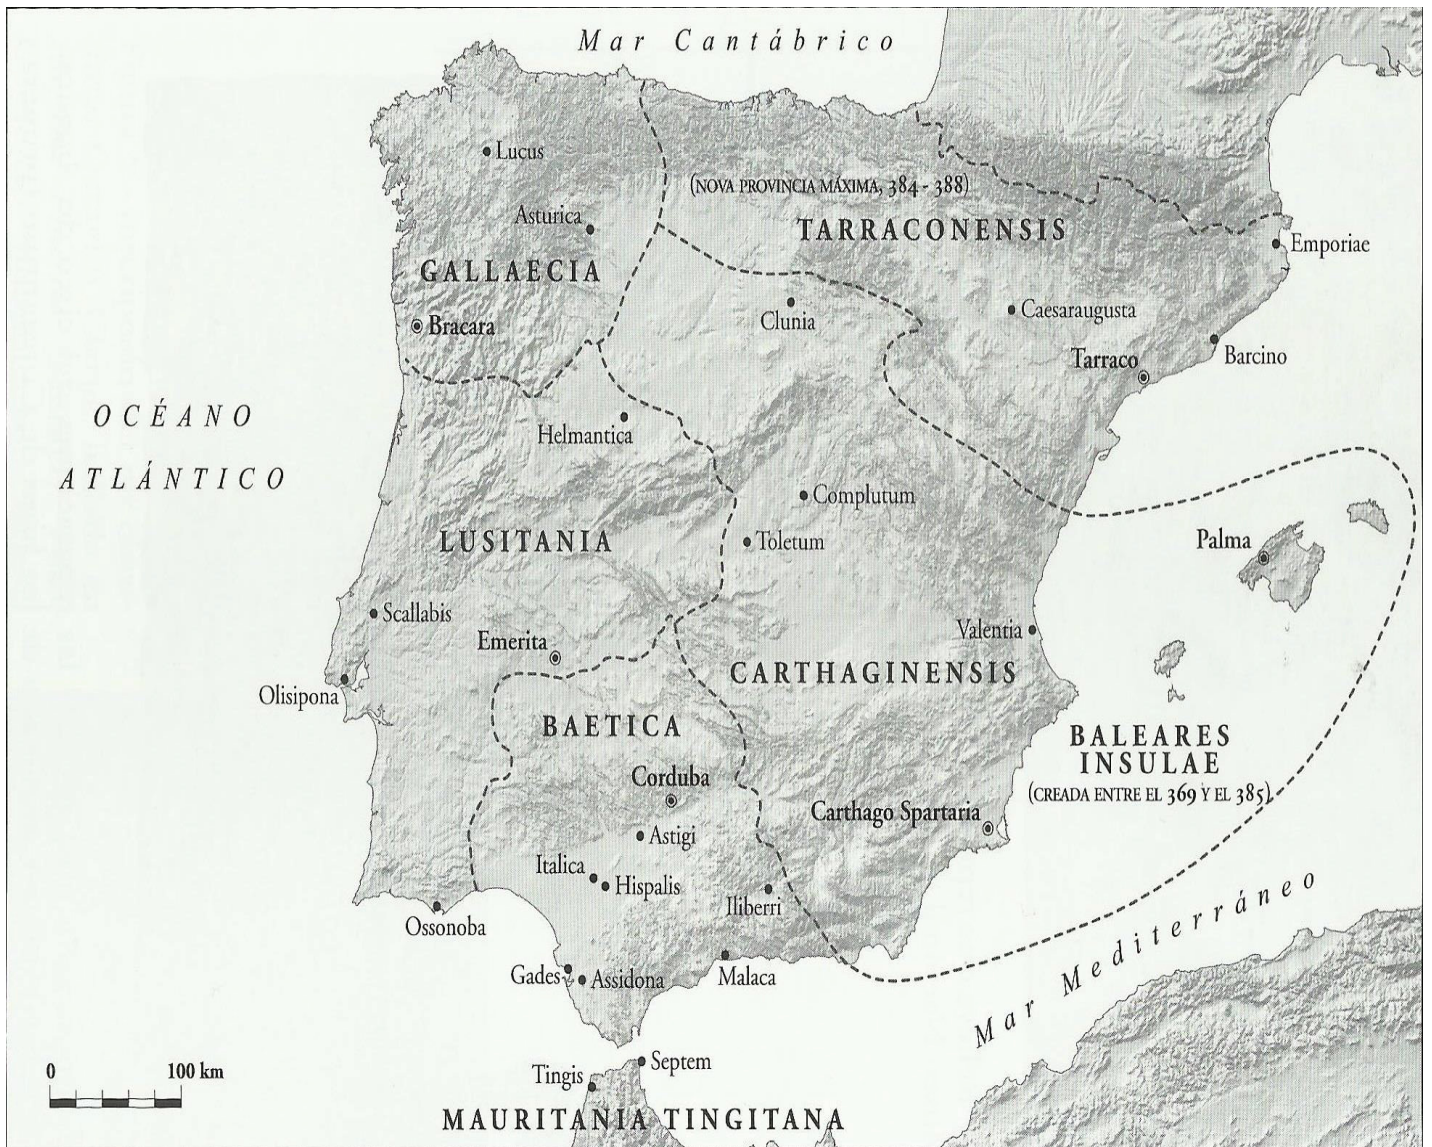 Mar Cantábrico
Lucus
(NOVA PROVINCIA MÁXIMA, 384 - 388)
Asturica
TARRACONENSIS
Emporiae
GALLAECIA
Caesaraugusta
Clunia
Bracara
Barcino
Tarraco
OCÉANO
ATLÁNTICO
Helmantica
Complutum
LUSITANIA
Toletum
Palma
Scallabis
Emerita
Valentia
CARTHAGINENSIS
Olisipona
BAETICA
BALEARES
INSULAE
(CREADA ENTRE EL 369 Y EL 385)
Corduba
Carthago Spartaria
Astigi
Italica
Hispalis
Iliberri
Ossonoba
Mar Mediterráneo
Gades
Assidona
Malaca
0 100 km
Septem
Tingis
MAURITANIA TINGITANA